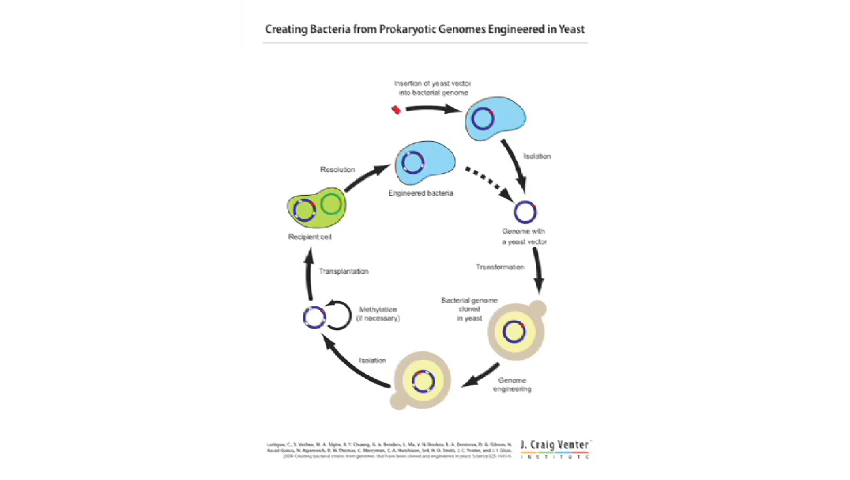 Creating Bacteria from Prokaryotic Genomes Engineered in Yeast
Insertion of yeast vector
into bacterial genome
Isolation
Resolution
Engineered bacteria
Recipient cell
Genome with
a yeast vector
Transplantation
Transformation
Bacterial genome
cloned
in yeast
Methylation
(if necessary)
Isolation
Genome
engineering
J. Craig Venter
INSTITUTE